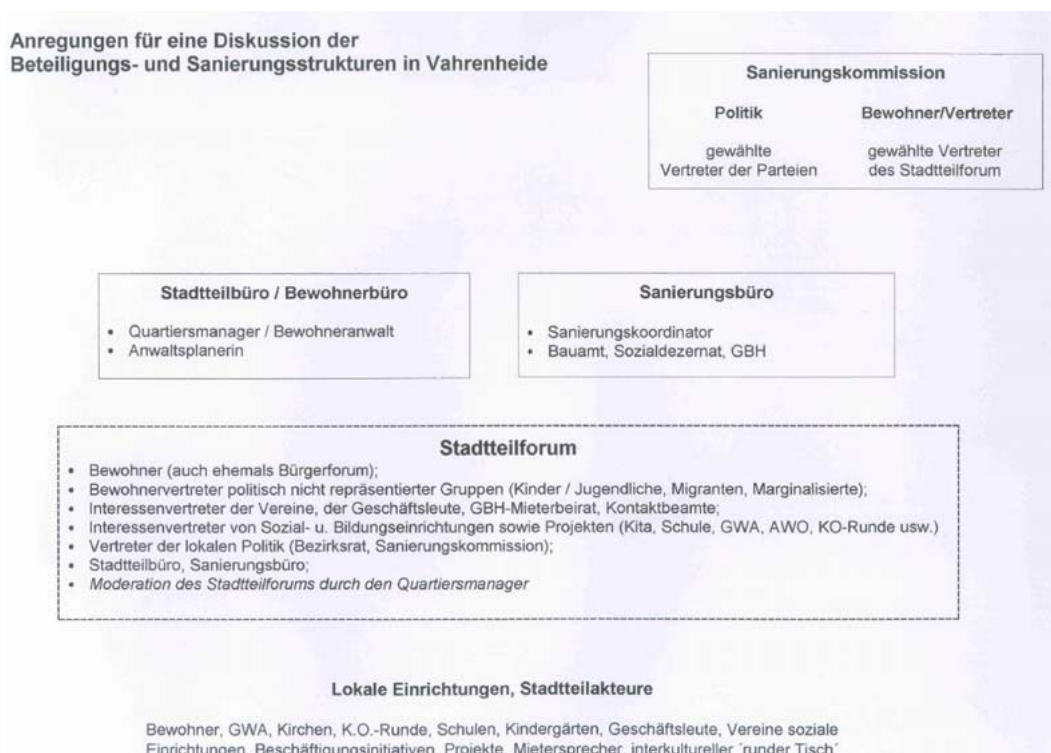 Anregungen für eine Diskussion der
Beteiligungs- und Sanierungsstrukturen in Vahrenheide
Sanierungskommission
Politik Bewohner/Vertreter
gewählte gewählte Vertreter
Vertreter der Parteien des Stadtteilforum
Stadtteilbüro / Bewohnerbüro
• Quartiersmanager / Bewohneranwalt
• Anwaltsplanerin
Sanierungsbüro
• Sanierungskoordinator
• Bauamt, Sozialdezernat, GBH
Stadtteilforum
• Bewohner (auch ehemals Bürgerforum);
• Bewohnervertreter politisch nicht repräsentierter Gruppen (Kinder / Jugendliche, Migranten, Marginalisierte);
• Interessenvertreter der Vereine, der Geschäftsleute, GBH-Mieterbeirat, Kontaktbeamte;
• Interessenvertreter von Sozial- u. Bildungseinrichtungen sowie Projekten (Kita, Schule, GWA, AWO, KO-Runde usw.)
• Vertreter der lokalen Politik (Bezirksrat, Sanierungskommission);
• Stadtteilbüro, Sanierungsbüro;
• Moderation des Stadtteilforums durch den Quartiersmanager
Lokale Einrichtungen, Stadtteilakteure
Bewohner, GWA, Kirchen, K.O.-Runde, Schulen, Kindergärten, Geschäftsleute, Vereine soziale
Einrichtungen, Beschäftigungsinitiativen, Projekte, Mietersprecher, interkultureller ´runder Tisch´